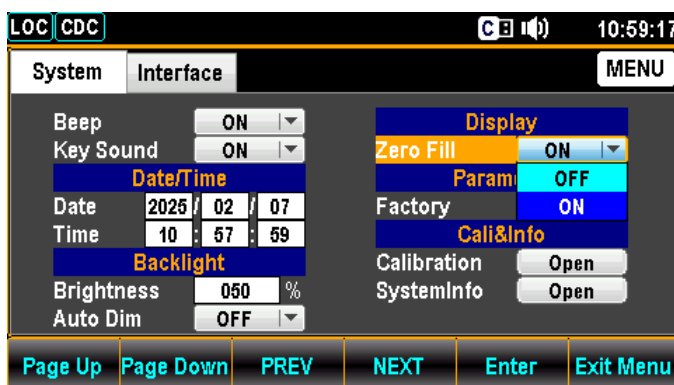 LOC CDC C 10:59:17
System Interface MENU
Beep ON
Key Sound ON
Date/Time
Date 2025 / 02 / 07
Time 10 : 57 : 59
Backlight
Brightness 050 %
Auto Dim OFF
Display
Zero Fill ON
OFF
ON
Param
Factory
Cali&Info
Calibration Open
SystemInfo Open
Page Up Page Down PREV NEXT Enter Exit Menu